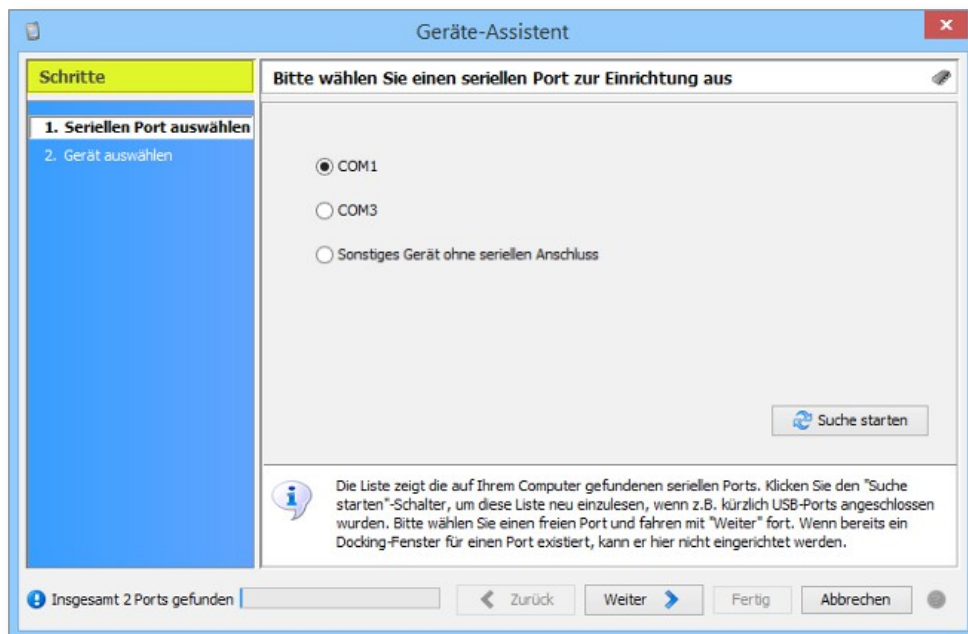 Geräte-Assistent
Schritte
Bitte wählen Sie einen seriellen Port zur Einrichtung aus
1. Seriellen Port auswählen
2. Gerät auswählen
COM1
COM3
Sonstiges Gerät ohne seriellen Anschluss
Suche starten
Die Liste zeigt die auf Ihrem Computer gefundenen seriellen Ports. Klicken Sie den "Suche
starten"-Schalter, um diese Liste neu einzulesen, wenn z.B. kürzlich USB-Ports angeschlossen
wurden. Bitte wählen Sie einen freien Port und fahren mit "Weiter" fort. Wenn bereits ein
Docking-Fenster für einen Port existiert, kann er hier nicht eingerichtet werden.
Insgesamt 2 Ports gefunden
Zurück
Weiter
Fertig
Abbrechen